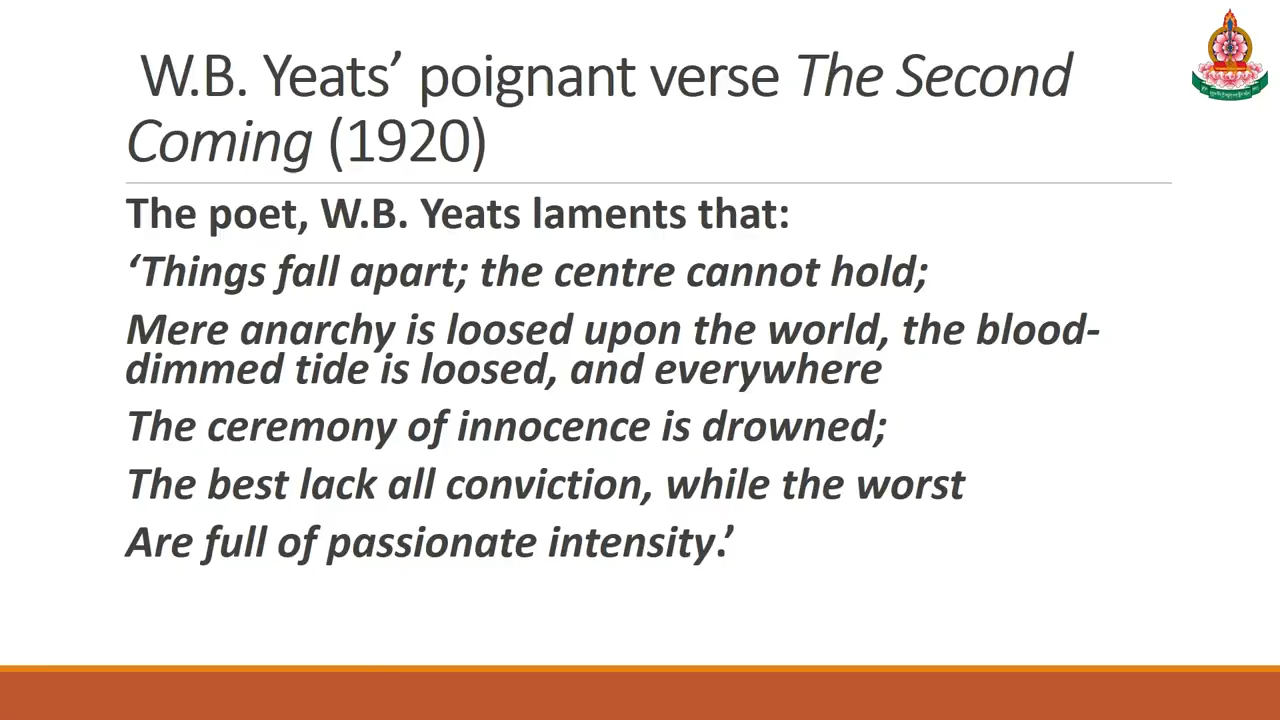 W.B. Yeats’ poignant verse The Second
Coming (1920)
The poet, W.B. Yeats laments that:
‘Things fall apart; the centre cannot hold;
Mere anarchy is loosed upon the world, the blood-
dimmed tide is loosed, and everywhere
The ceremony of innocence is drowned;
The best lack all conviction, while the worst
Are full of passionate intensity.’